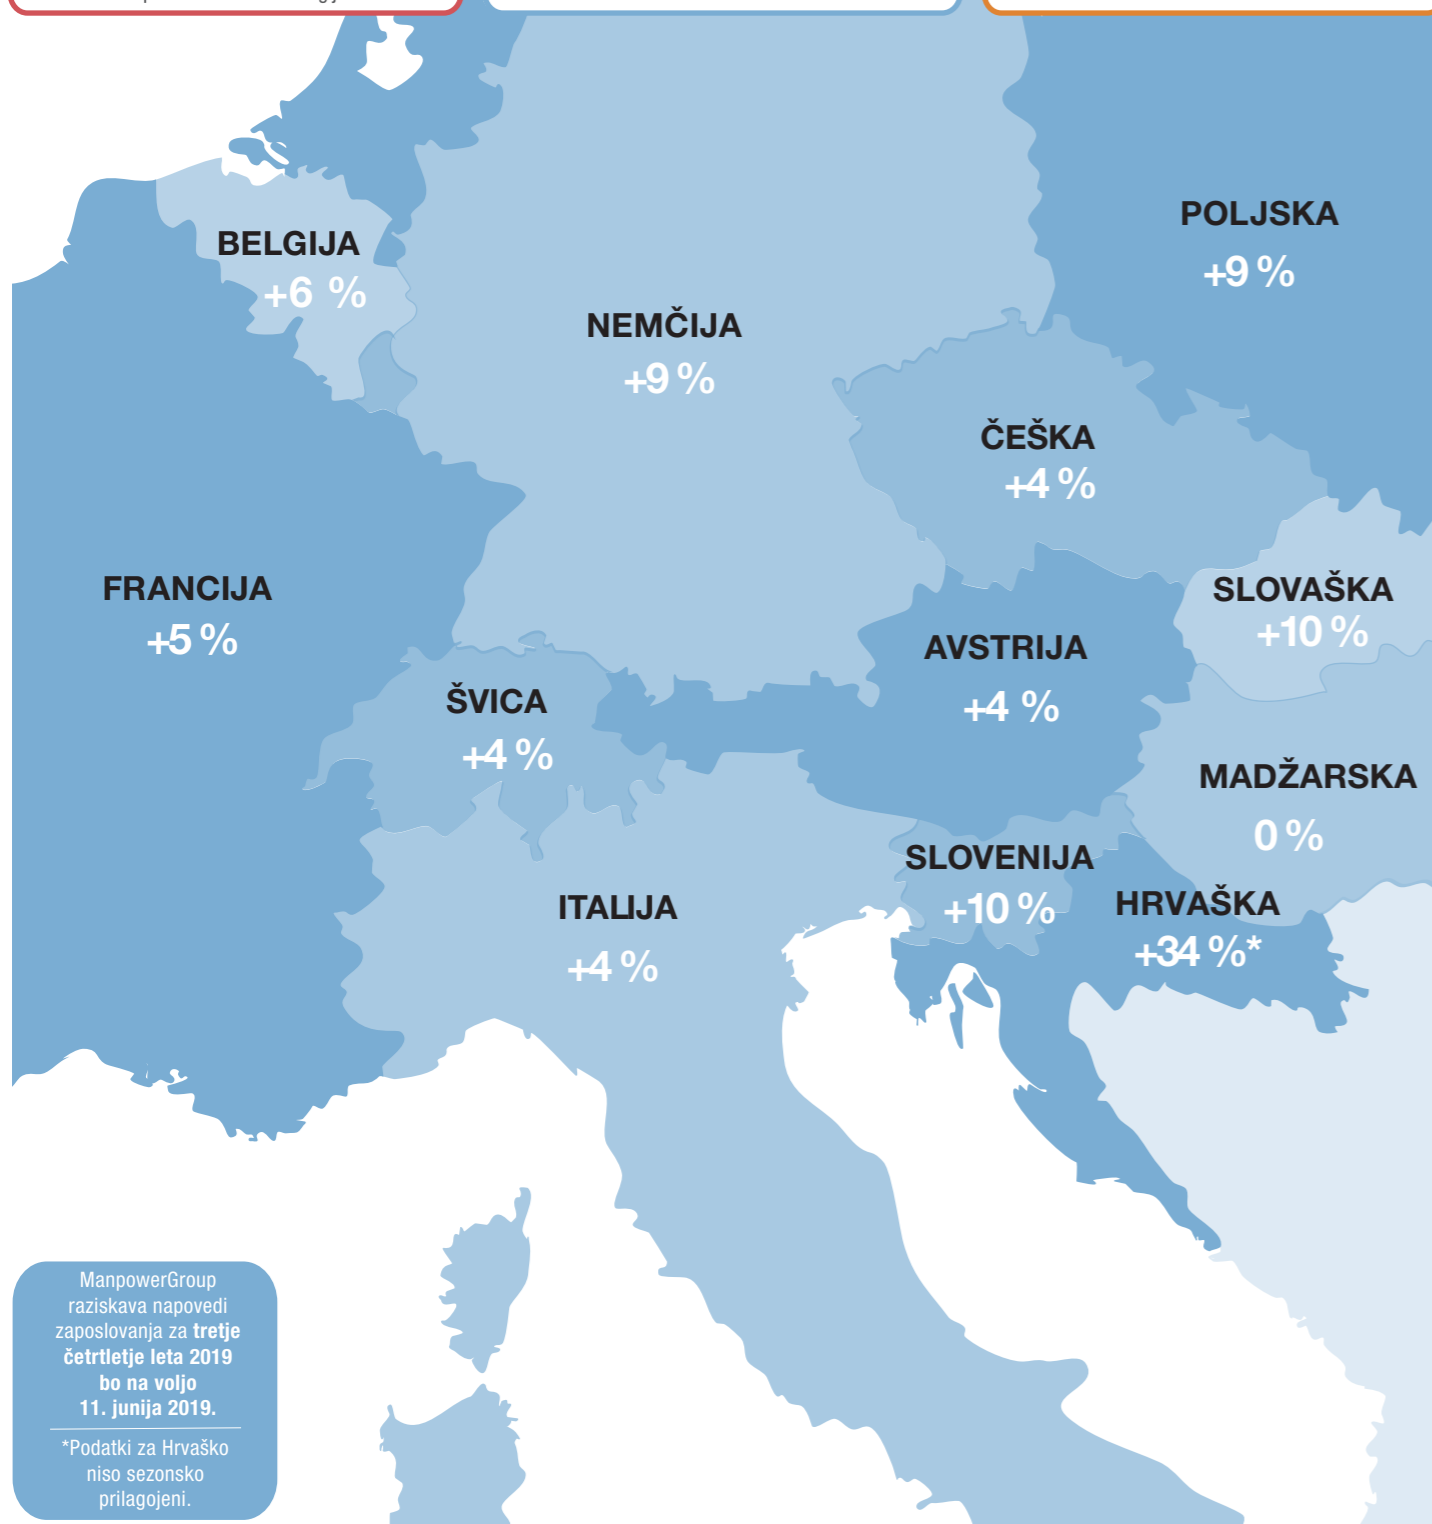 POLJSKA
+9 %
BELGIJA
+6 %
NEMČIJA
+9 %
ČEŠKA
+4 %
FRANCIJA
+5 %
SLOVAŠKA
+10 %
AVSTRIJA
+4 %
ŠVICA
+4 %
MADŽARSKA
0 %
SLOVENIJA
+10 %
HRVAŠKA
+34 %*
ITALIJA
+4 %
ManpowerGroup
raziskava napovedi
zaposlovanja za tretje
četrtletje leta 2019
bo na voljo
11. junija 2019.
*Podatki za Hrvaško
niso sezonsko
prilagojeni.